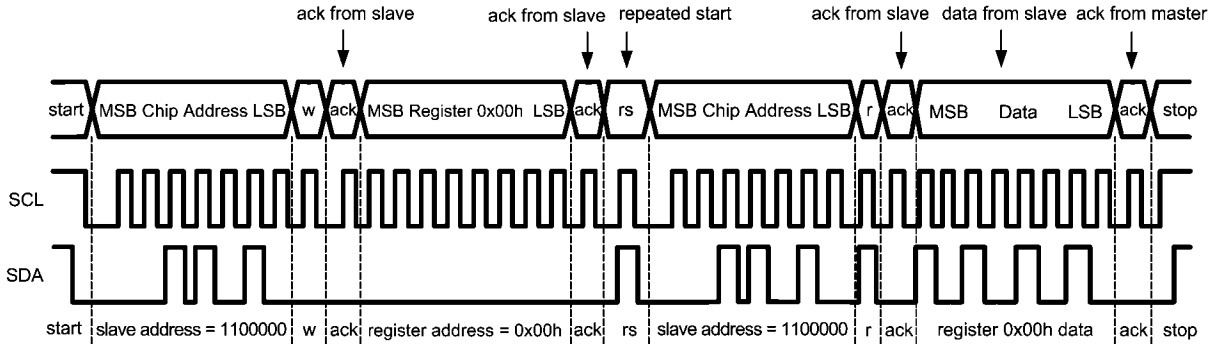 ack from slave ack from slave repeated start ack from slave data from slave ack from master
start MSB Chip Address LSB w ack MSB Register 0x00h LSB ack rs MSB Chip Address LSB r ack MSB Data LSB ack stop
SCL
SDA
start slave address = 1100000 w ack register address = 0x00h ack rs slave address = 1100000 r ack register 0x00h data ack stop